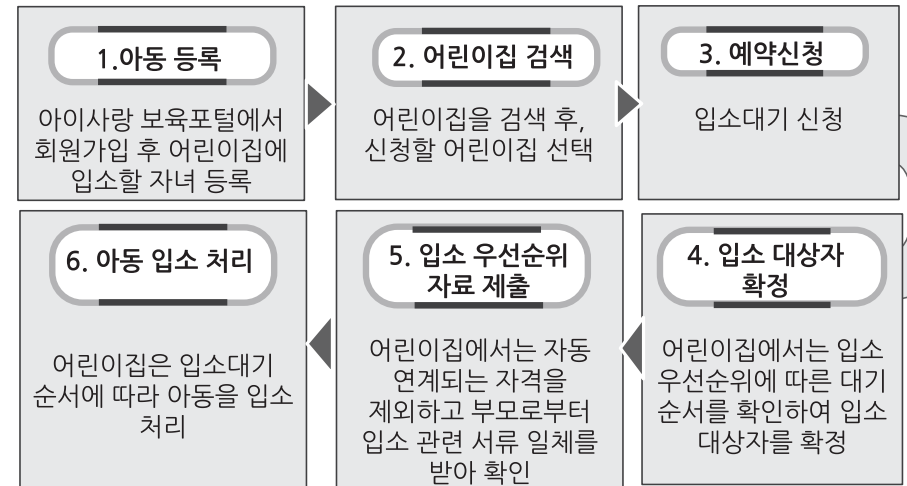 1.아동 등록
아이사랑 보육포털에서
회원가입 후 어린이집에
입소할 자녀 등록
2. 어린이집 검색
어린이집을 검색 후,
신청할 어린이집 선택
3. 예약신청
입소대기 신청
4. 입소 대상자
확정
어린이집에서는 입소
우선순위에 따른 대기
순서를 확인하여 입소
대상자를 확정
5. 입소 우선순위
자료 제출
어린이집에서는 자동
연계되는 자격을
제외하고 부모로부터
입소 관련 서류 일체를
받아 확인
6. 아동 입소 처리
어린이집은 입소대기
순서에 따라 아동을 입소
처리